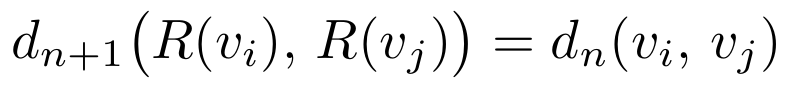 d_{n+1}(R(v_i), R(v_j)) = d_n(v_i, v_j)